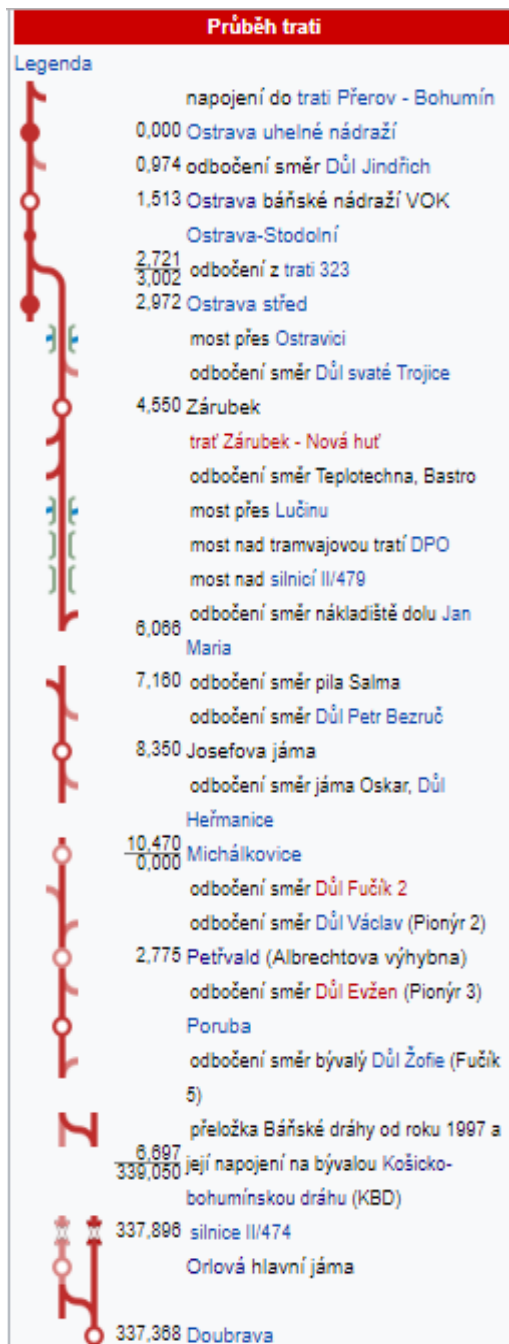 Průběh trati
Legenda
napojení do trati Přerov - Bohumín
0,000 Ostrava uhelné nádraží
0,974 odbočení směr Důl Jindřich
1,513 Ostrava báňské nádraží VOK
Ostrava-Stodolní
2,721
3,002 odbočení z trati 323
2,972 Ostrava střed
most přes Ostravici
odbočení směr Důl svaté Trojice
4,550 Zárubek
trať Zárubek - Nová huť
odbočení směr Teplotechna, Bastro
most přes Lučinu
most nad tramvajovou tratí DPO
most nad silnicí II/479
odbočení směr nákladiště dolu Jan
6,066
Maria
7,160 odbočení směr pila Salma
odbočení směr Důl Petr Bezruč
8,350 Josefova jáma
odbočení směr jáma Oskar, Důl
Heřmanice
10,470
0,000 Michálkovice
odbočení směr Důl Fučík 2
odbočení směr Důl Václav (Pionýr 2)
2,775 Petřvald (Albrechtova výhybna)
odbočení směr Důl Evžen (Pionýr 3)
Poruba
odbočení směr bývalý Důl Žofie (Fučík
5)
přeložka Báňské dráhy od roku 1997 a
6,697
339,050 její napojení na bývalou Košicko-
bohumínskou dráhu (KBD)
337,896 silnice II/474
Orlová hlavní jáma
337,368 Doubrava